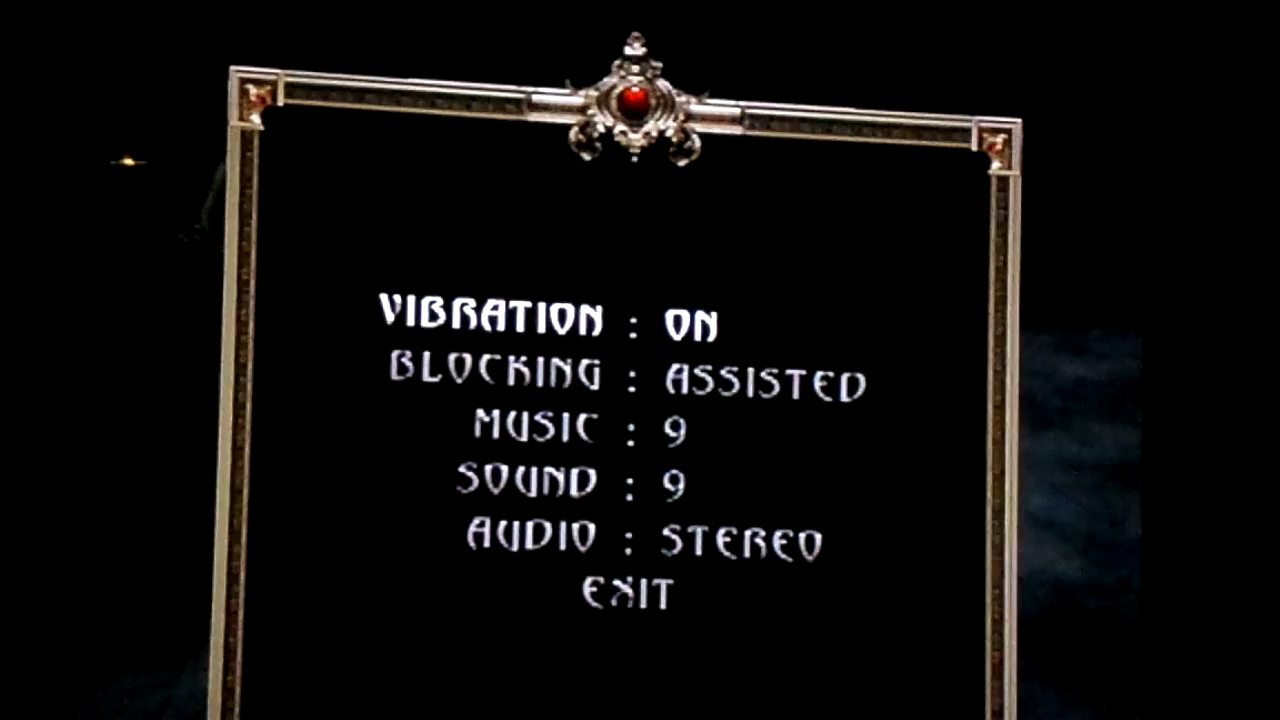 VIBRATION : ON
BLOCKING : ASSISTED
MUSIC : 9
SOUND : 9
AUDIO : STEREO
EXIT